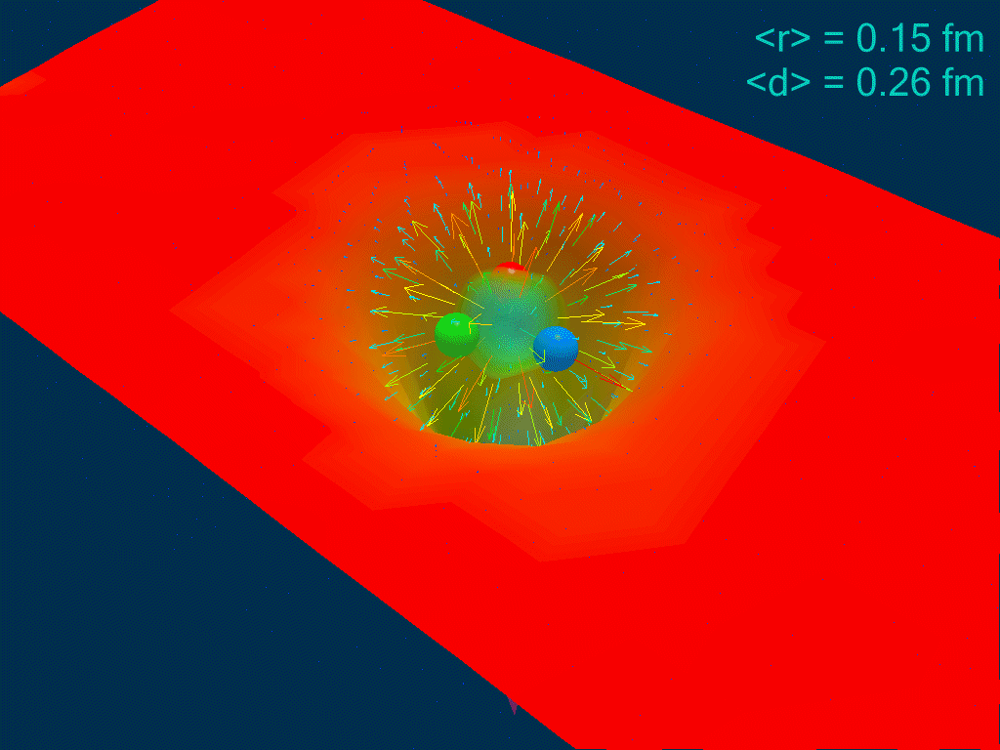 <r> = 0.15 fm
<d> = 0.26 fm